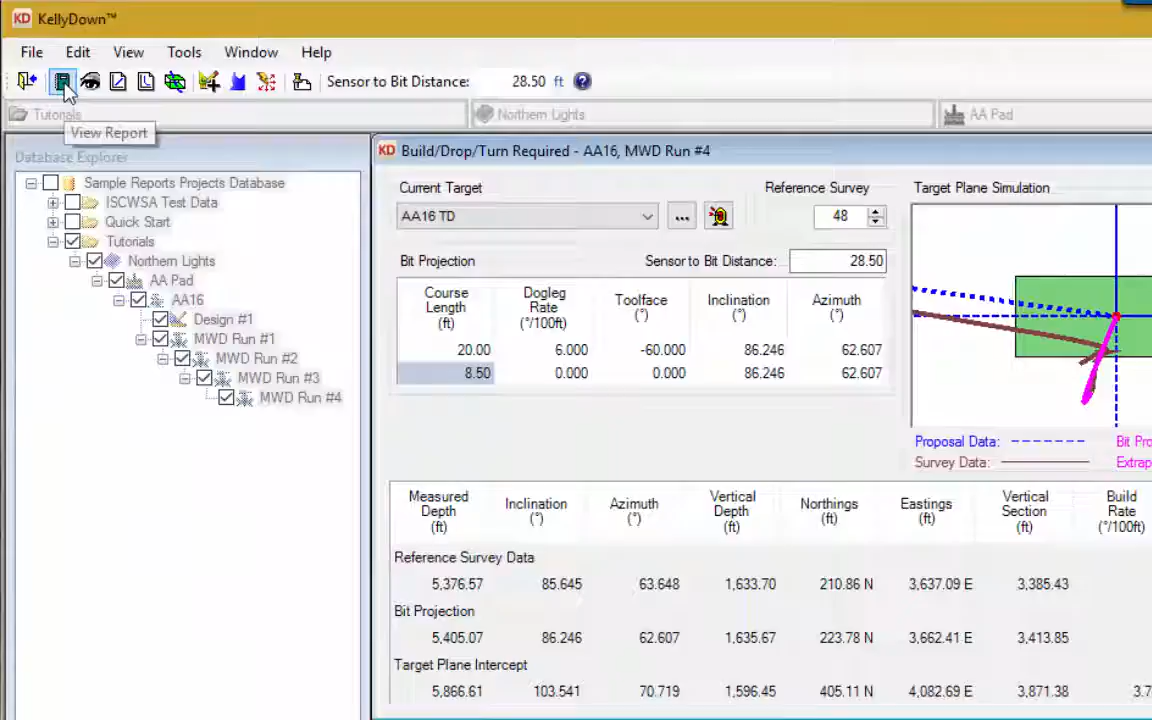 KD KellyDown™
File Edit View Tools Window Help
Sensor to Bit Distance: 28.50 ft ?
Tutorials Northern Lights AA Pad
View Report
Database Explorer
KD Build/Drop/Turn Required - AA16, MWD Run #4
Sample Reports Projects Database
ISCWSA Test Data
Quick Start
Tutorials
Northern Lights
AA Pad
AA16
Design #1
MWD Run #1
MWD Run #2
MWD Run #3
MWD Run #4
Current Target Reference Survey Target Plane Simulation
AA16 TD ... 48
Bit Projection Sensor to Bit Distance: 28.50
Course Length (ft) Dogleg Rate (°/100ft) Toolface (°) Inclination (°) Azimuth (°)
20.00 6.000 -60.000 86.246 62.607
8.50 0.000 0.000 86.246 62.607
Proposal Data: Bit Pro
Survey Data: Extrap
Measured Depth (ft) Inclination (°) Azimuth (°) Vertical Depth (ft) Northings (ft) Eastings (ft) Vertical Section (ft) Build Rate (°/100ft)
Reference Survey Data
5,376.57 85.645 63.648 1,633.70 210.86 N 3,637.09 E 3,385.43
Bit Projection
5,405.07 86.246 62.607 1,635.67 223.78 N 3,662.41 E 3,413.85
Target Plane Intercept
5,866.61 103.541 70.719 1,596.45 405.11 N 4,082.69 E 3,871.38 3.7